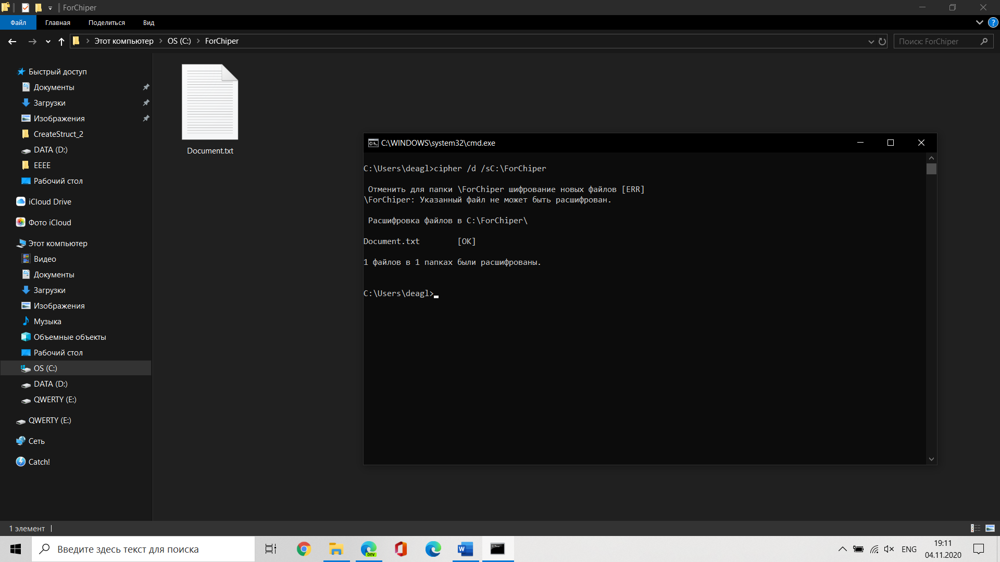 ForChiper
Файл Главная Поделиться Вид
Этот компьютер OS (C:) ForChiper
Поиск: ForChiper
Быстрый доступ
Документы
Загрузки
Изображения
CreateStruct_2
DATA (D:)
EEEE
Рабочий стол
iCloud Drive
Фото iCloud
Этот компьютер
Видео
Документы
Загрузки
Изображения
Музыка
Объемные объекты
Рабочий стол
OS (C:)
DATA (D:)
QWERTY (E:)
QWERTY (E:)
Сеть
Catch!
Document.txt
C:\WINDOWS\system32\cmd.exe
C:\Users\deagl>cipher /d /sC:\ForChiper
Отменить для папки \ForChiper шифрование новых файлов [ERR]
\ForChiper: Указанный файл не может быть расшифрован.
Расшифровка файлов в C:\ForChiper\
Document.txt [OK]
1 файлов в 1 папках были расшифрованы.
C:\Users\deagl>
1 элемент
Введите здесь текст для поиска
DEV
ENG
19:11
04.11.2020